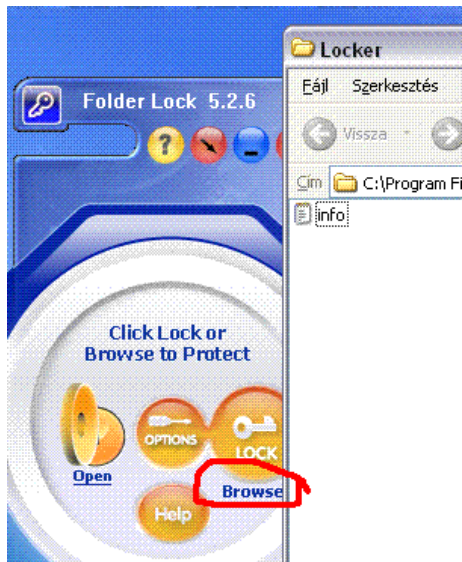 Locker
Fájl Szerkesztés
Folder Lock 5.2.6
?
Vissza
Cím C:\Program Fi
info
Click Lock or
Browse to Protect
OPTIONS
LOCK
Open
Browse
Help